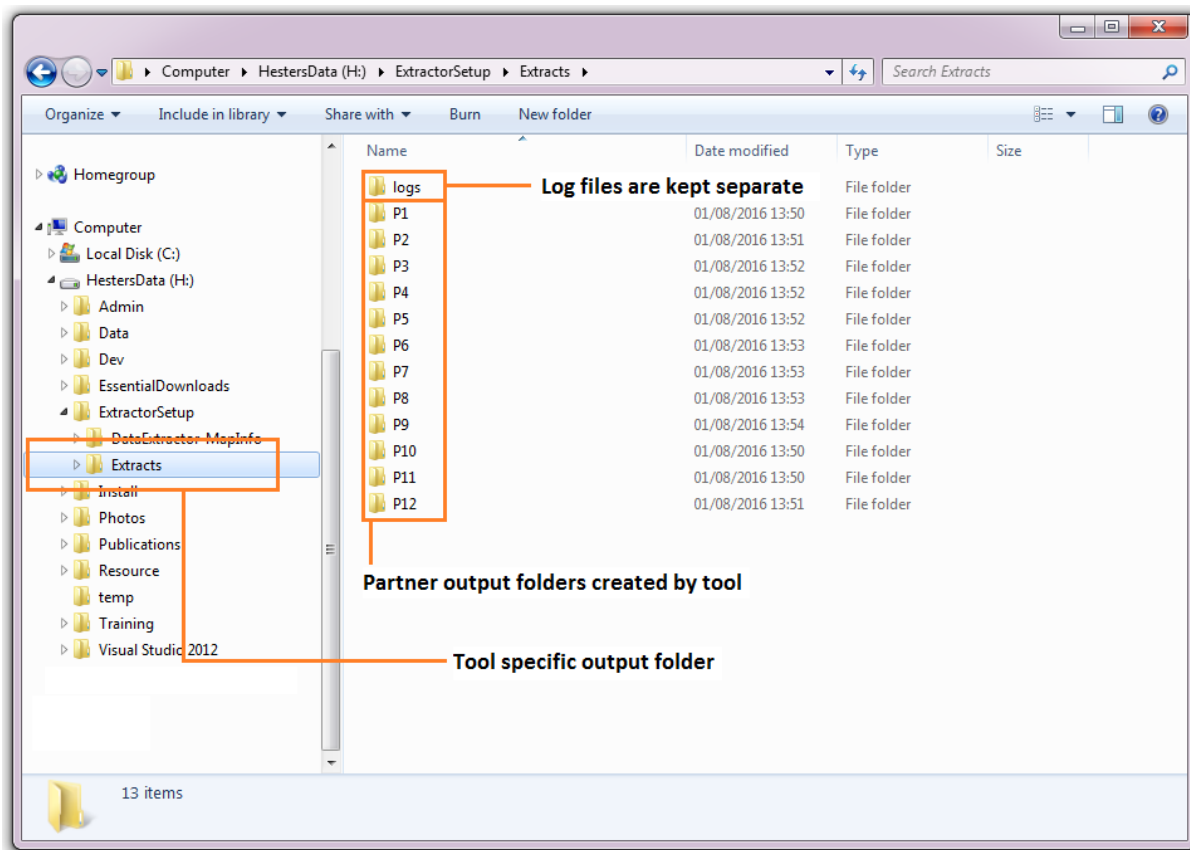 Computer ▸ HestersData (H:) ▸ ExtractorSetup ▸ Extracts ▸
Search Extracts
Organize Include in library Share with Burn New folder
Homegroup
Computer
Local Disk (C:)
HestersData (H:)
Admin
Data
Dev
EssentialDownloads
ExtractorSetup
DataExtractor-MapInfo
Extracts
Install
Photos
Publications
Resource
temp
Training
Visual Studio 2012
Name Date modified Type Size
logs Log files are kept separate File folder
P1 01/08/2016 13:50 File folder
P2 01/08/2016 13:51 File folder
P3 01/08/2016 13:52 File folder
P4 01/08/2016 13:52 File folder
P5 01/08/2016 13:52 File folder
P6 01/08/2016 13:53 File folder
P7 01/08/2016 13:53 File folder
P8 01/08/2016 13:53 File folder
P9 01/08/2016 13:54 File folder
P10 01/08/2016 13:50 File folder
P11 01/08/2016 13:50 File folder
P12 01/08/2016 13:51 File folder
Partner output folders created by tool
Tool specific output folder
13 items